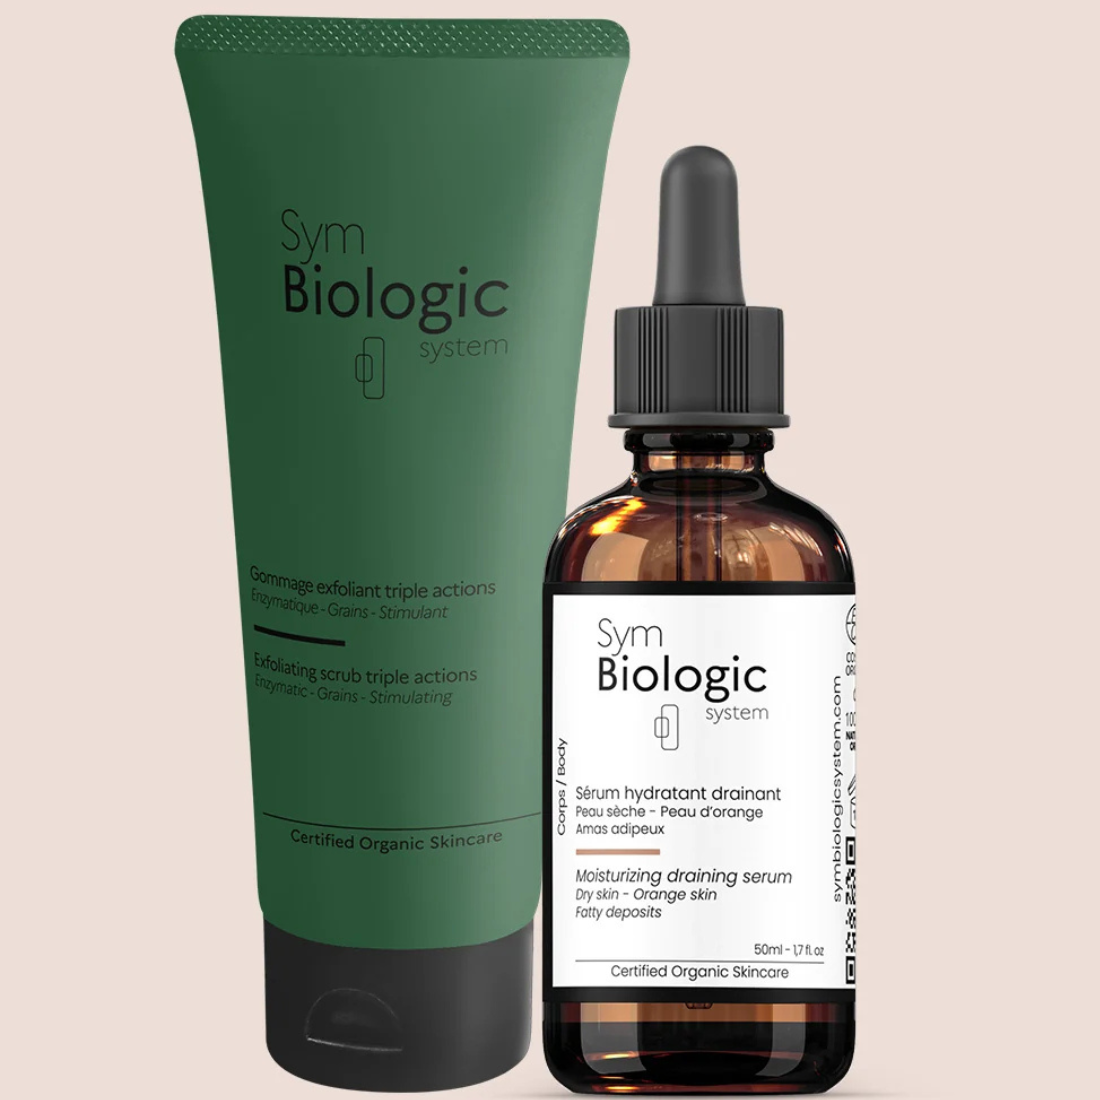 Sym
Biologic
system
Gommage exfoliant triple actions
Enzymatique - Grains - Stimulant
Exfoliating scrub triple actions
Enzymatic - Grains - Stimulating
Certified Organic Skincare
Sym
Biologic
system
Corps / Body
Sérum hydratant drainant
Peau sèche - Peau d'orange
Amas adipeux
Moisturizing draining serum
Dry skin - Orange skin
Fatty deposits
50ml - 1,7 fl. oz
Certified Organic Skincare
symbiologicsystem.com